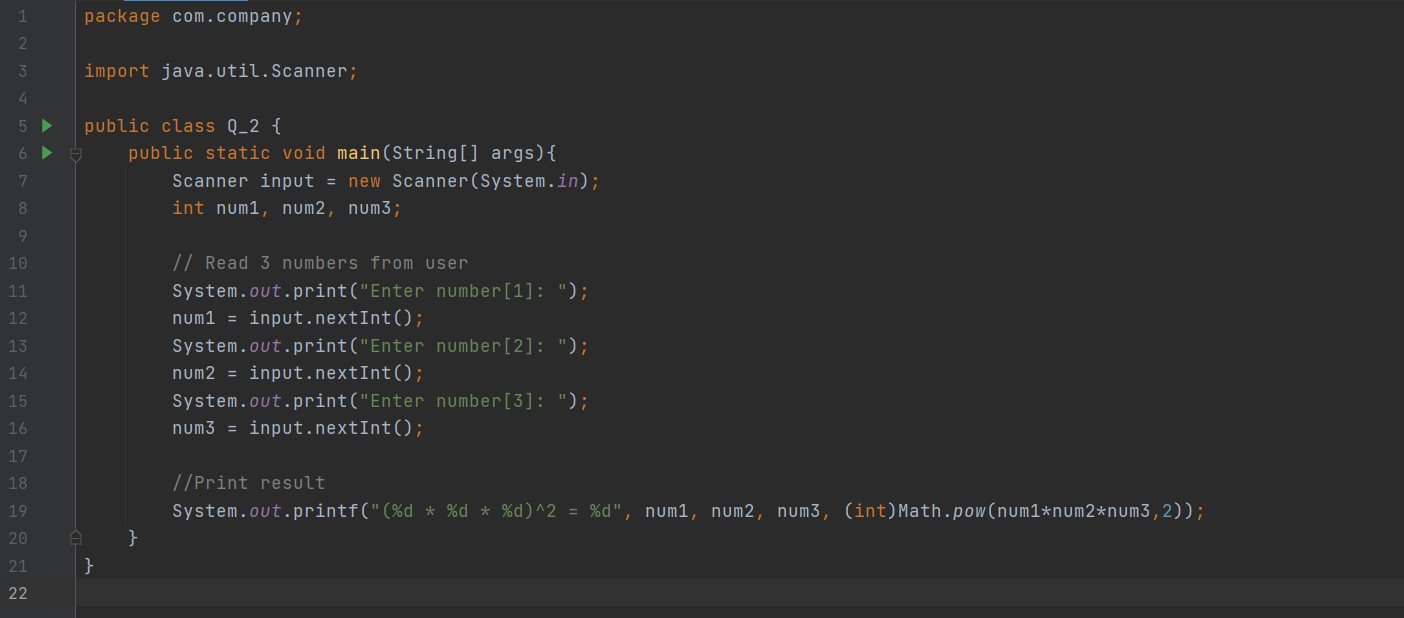 1 package com.company;
2
3 import java.util.Scanner;
4
5 public class Q_2 {
6     public static void main(String[] args){
7         Scanner input = new Scanner(System.in);
8         int num1, num2, num3;
9
10         // Read 3 numbers from user
11         System.out.print("Enter number[1]: ");
12         num1 = input.nextInt();
13         System.out.print("Enter number[2]: ");
14         num2 = input.nextInt();
15         System.out.print("Enter number[3]: ");
16         num3 = input.nextInt();
17
18         //Print result
19         System.out.printf("(%d * %d * %d)^2 = %d", num1, num2, num3, (int)Math.pow(num1*num2*num3,2));
20     }
21 }
22